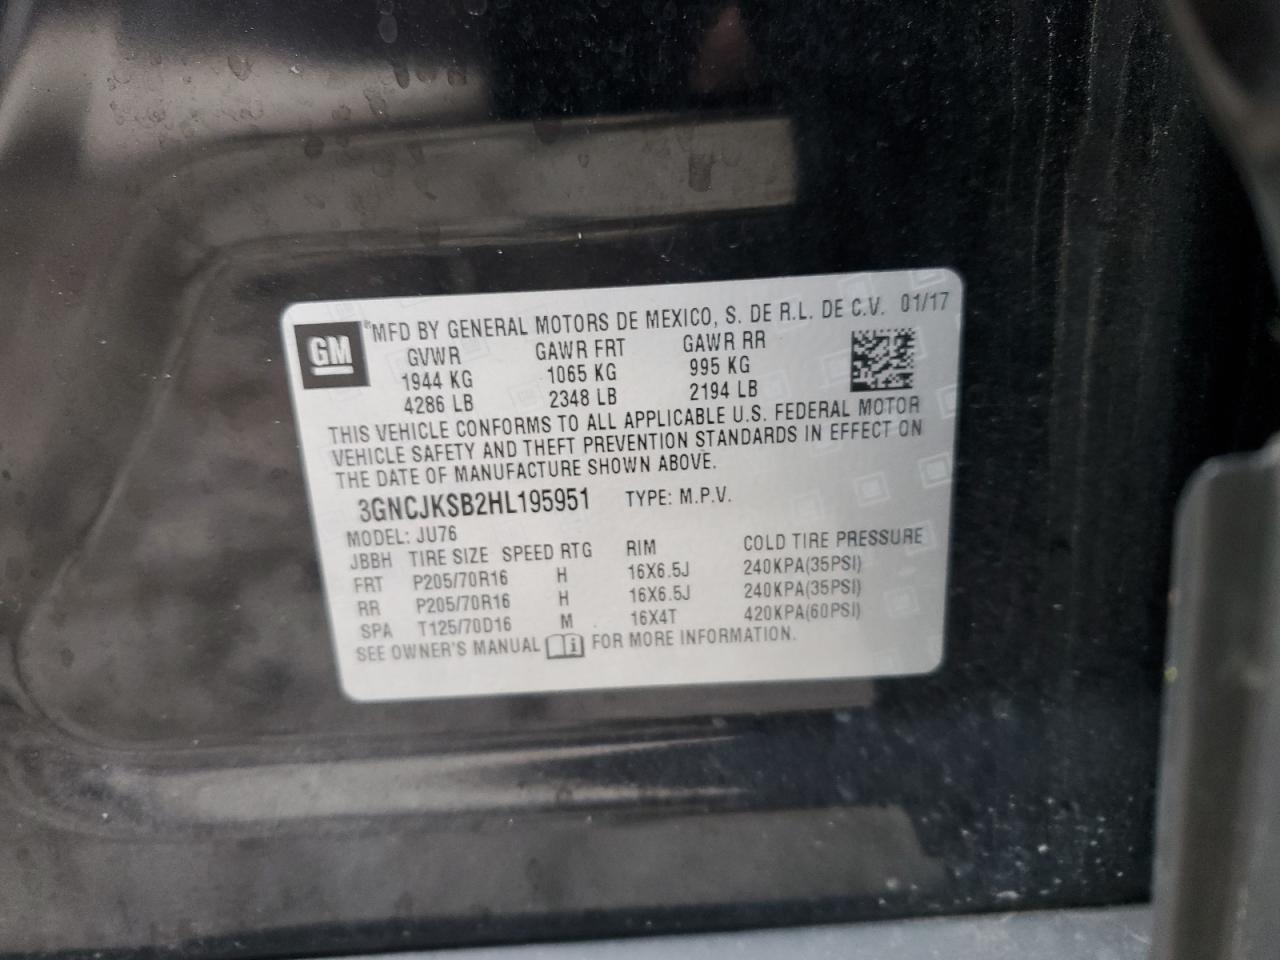 GM
MFD BY GENERAL MOTORS DE MEXICO, S. DE R.L. DE C.V. 01/17
GVWR GAWR FRT GAWR RR
1944 KG 1065 KG 995 KG
4286 LB 2348 LB 2194 LB
THIS VEHICLE CONFORMS TO ALL APPLICABLE U.S. FEDERAL MOTOR
VEHICLE SAFETY AND THEFT PREVENTION STANDARDS IN EFFECT ON
THE DATE OF MANUFACTURE SHOWN ABOVE.
3GNCJKSB2HL195951 TYPE: M.P.V.
MODEL: JU76
JBBH TIRE SIZE SPEED RTG RIM COLD TIRE PRESSURE
FRT P205/70R16 H 16X6.5J 240KPA(35PSI)
RR P205/70R16 H 16X6.5J 240KPA(35PSI)
SPA T125/70D16 M 16X4T 420KPA(60PSI)
SEE OWNER'S MANUAL i FOR MORE INFORMATION.